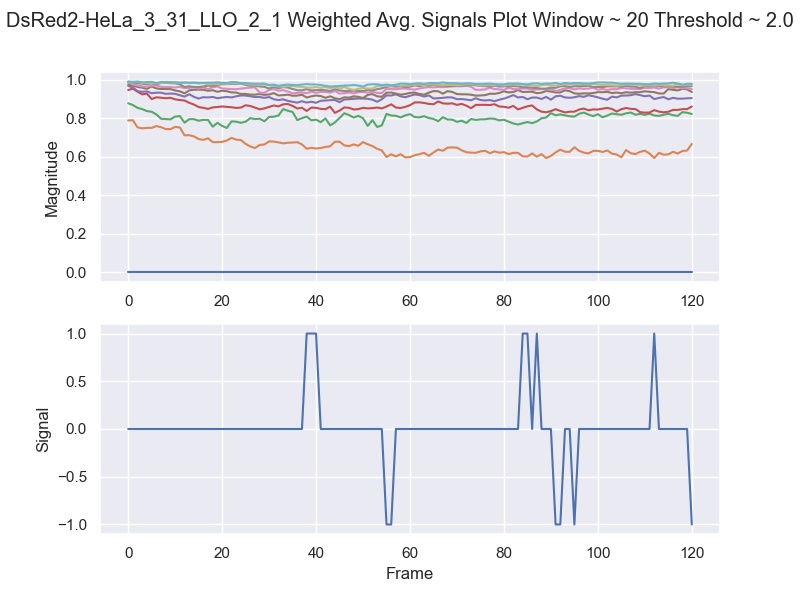 DsRed2-HeLa_3_31_LLO_2_1 Weighted Avg. Signals Plot Window ~ 20 Threshold ~ 2.0
1.0
0.8
0.6
0.4
0.2
0.0
Magnitude
0 20 40 60 80 100 120
1.0
0.5
0.0
−0.5
−1.0
Signal
0 20 40 60 80 100 120
Frame